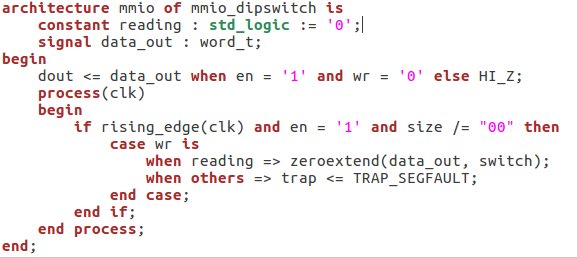 architecture mmio of mmio_dipswitch is
    constant reading : std_logic := '0';
    signal data_out : word_t;
begin
    dout <= data_out when en = '1' and wr = '0' else HI_Z;
    process(clk)
    begin
        if rising_edge(clk) and en = '1' and size /= "00" then
            case wr is
                when reading => zeroextend(data_out, switch);
                when others => trap <= TRAP_SEGFAULT;
            end case;
        end if;
    end process;
end;